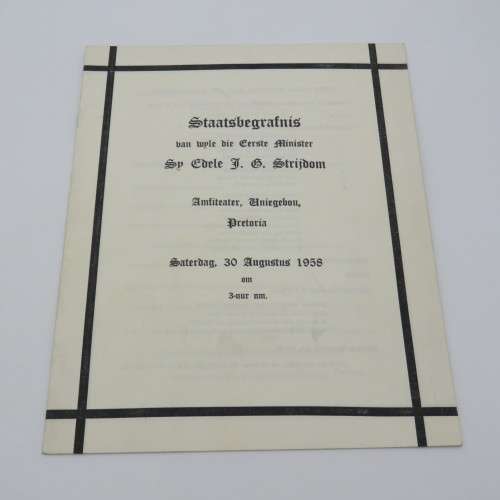 Staatsbegrafnis
van wyle die Eerste Minister
Sy Edele J. G. Strijdom
Amfiteater, Uniegebou,
Pretoria
Saterdag, 30 Augustus 1958
om
3-uur nm.